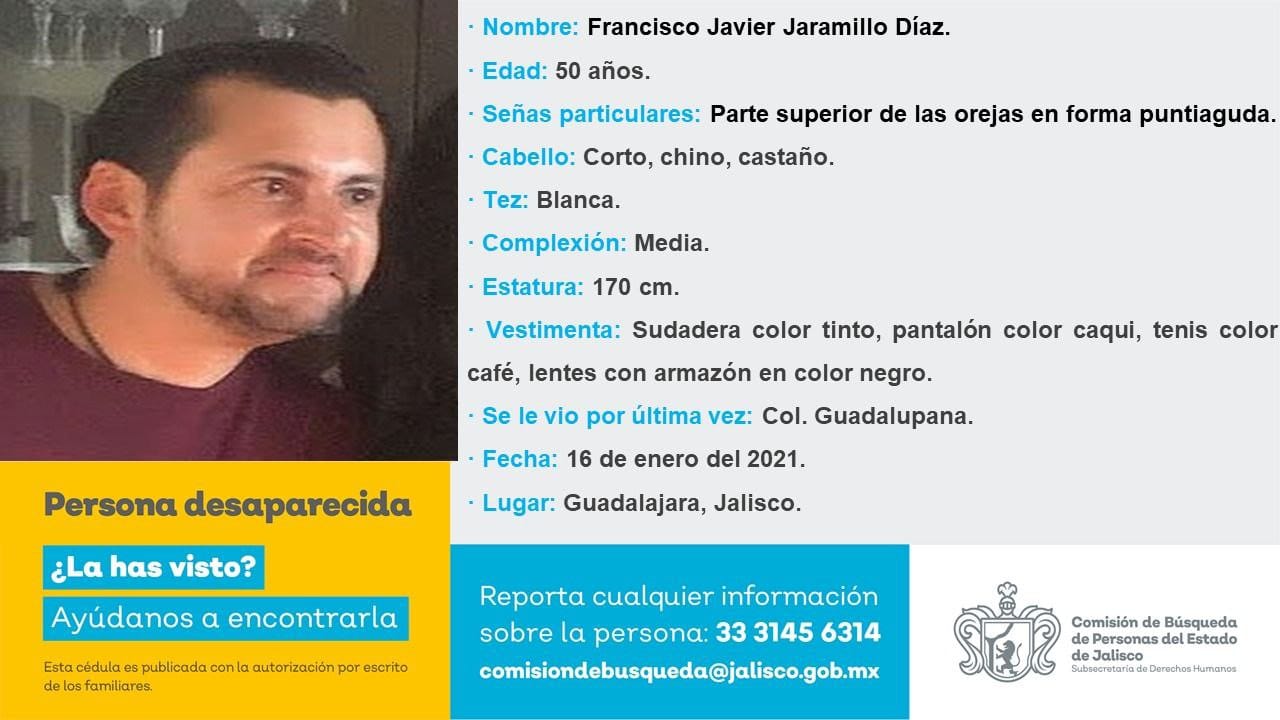 · Nombre: Francisco Javier Jaramillo Díaz.
· Edad: 50 años.
· Señas particulares: Parte superior de las orejas en forma puntiaguda.
· Cabello: Corto, chino, castaño.
· Tez: Blanca.
· Complexión: Media.
· Estatura: 170 cm.
· Vestimenta: Sudadera color tinto, pantalón color caqui, tenis color
café, lentes con armazón en color negro.
· Se le vio por última vez: Col. Guadalupana.
· Fecha: 16 de enero del 2021.
· Lugar: Guadalajara, Jalisco.
Persona desaparecida
¿La has visto?
Ayúdanos a encontrarla
Esta cédula es publicada con la autorización por escrito
de los familiares.
Reporta cualquier información
sobre la persona: 33 3145 6314
comisiondebusqueda@jalisco.gob.mx
Comisión de Búsqueda
de Personas del Estado
de Jalisco
Subsecretaría de Derechos Humanos